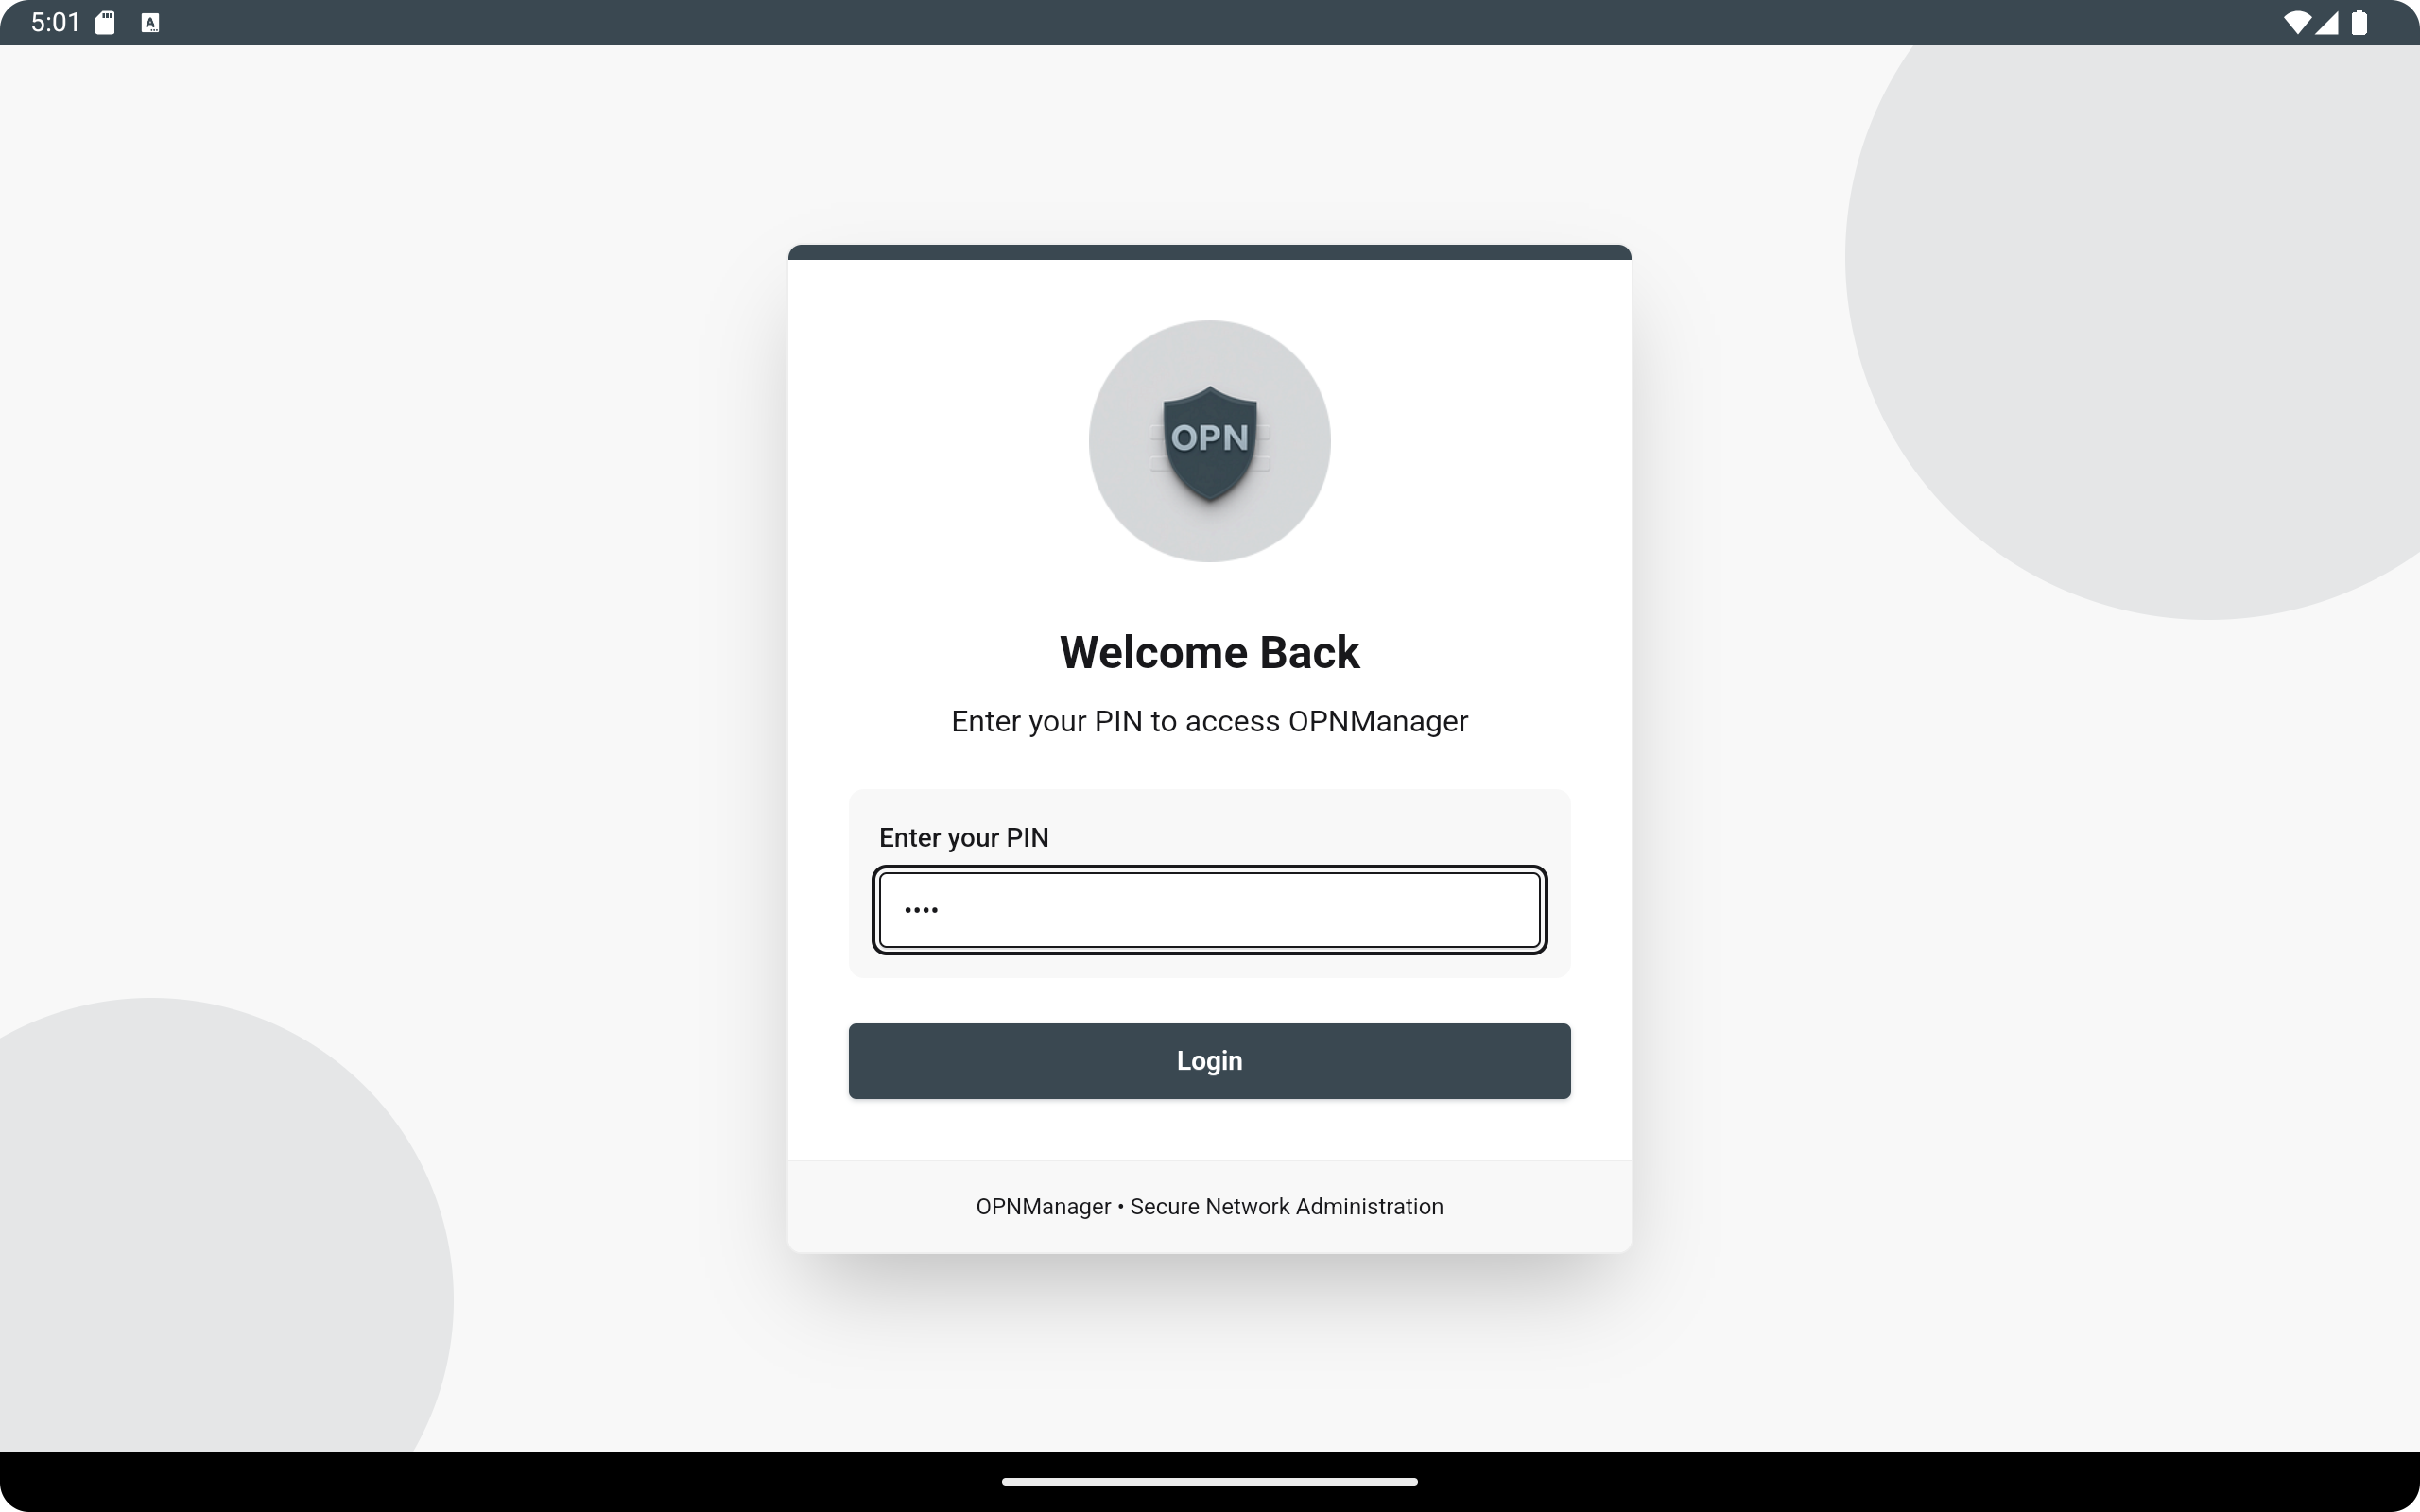 5:01
OPN
Welcome Back
Enter your PIN to access OPNManager
Enter your PIN
••••
Login
OPNManager • Secure Network Administration